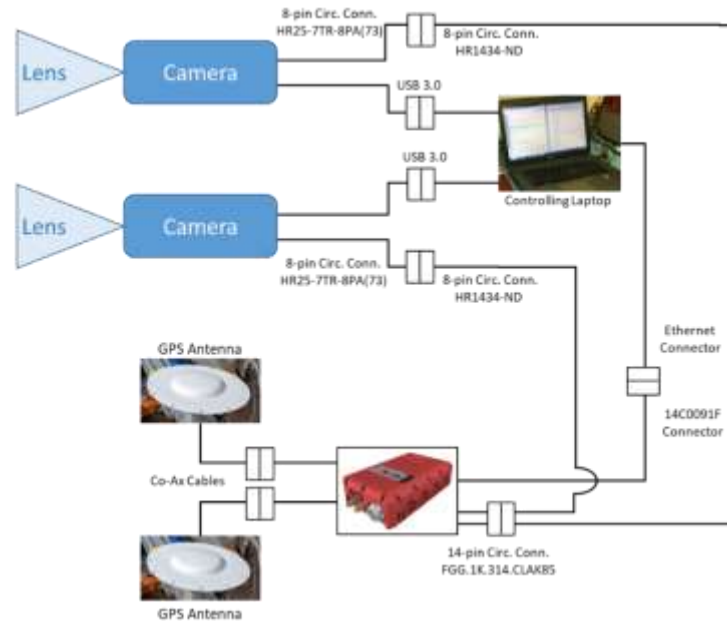 8-pin Circ. Conn.
HR25-7TR-8PA(73)
8-pin Circ. Conn.
HR1434-ND
Lens
Camera
USB 3.0
USB 3.0
Controlling Laptop
Lens
Camera
8-pin Circ. Conn.
HR25-7TR-8PA(73)
8-pin Circ. Conn.
HR1434-ND
Ethernet
Connector
14C0091F
Connector
GPS Antenna
Co-Ax Cables
14-pin Circ. Conn.
FGG.1K.314.CLAK85
GPS Antenna